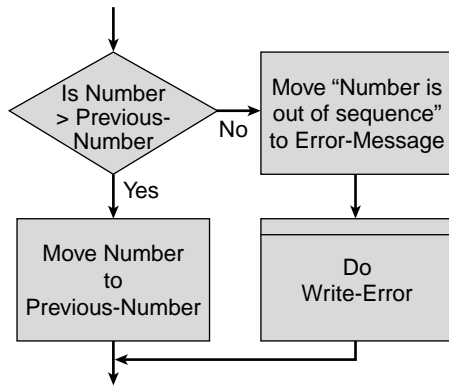 Is Number
> Previous-
Number
No
Move “Number is
out of sequence”
to Error-Message
Yes
Move Number
to
Previous-Number
Do
Write-Error